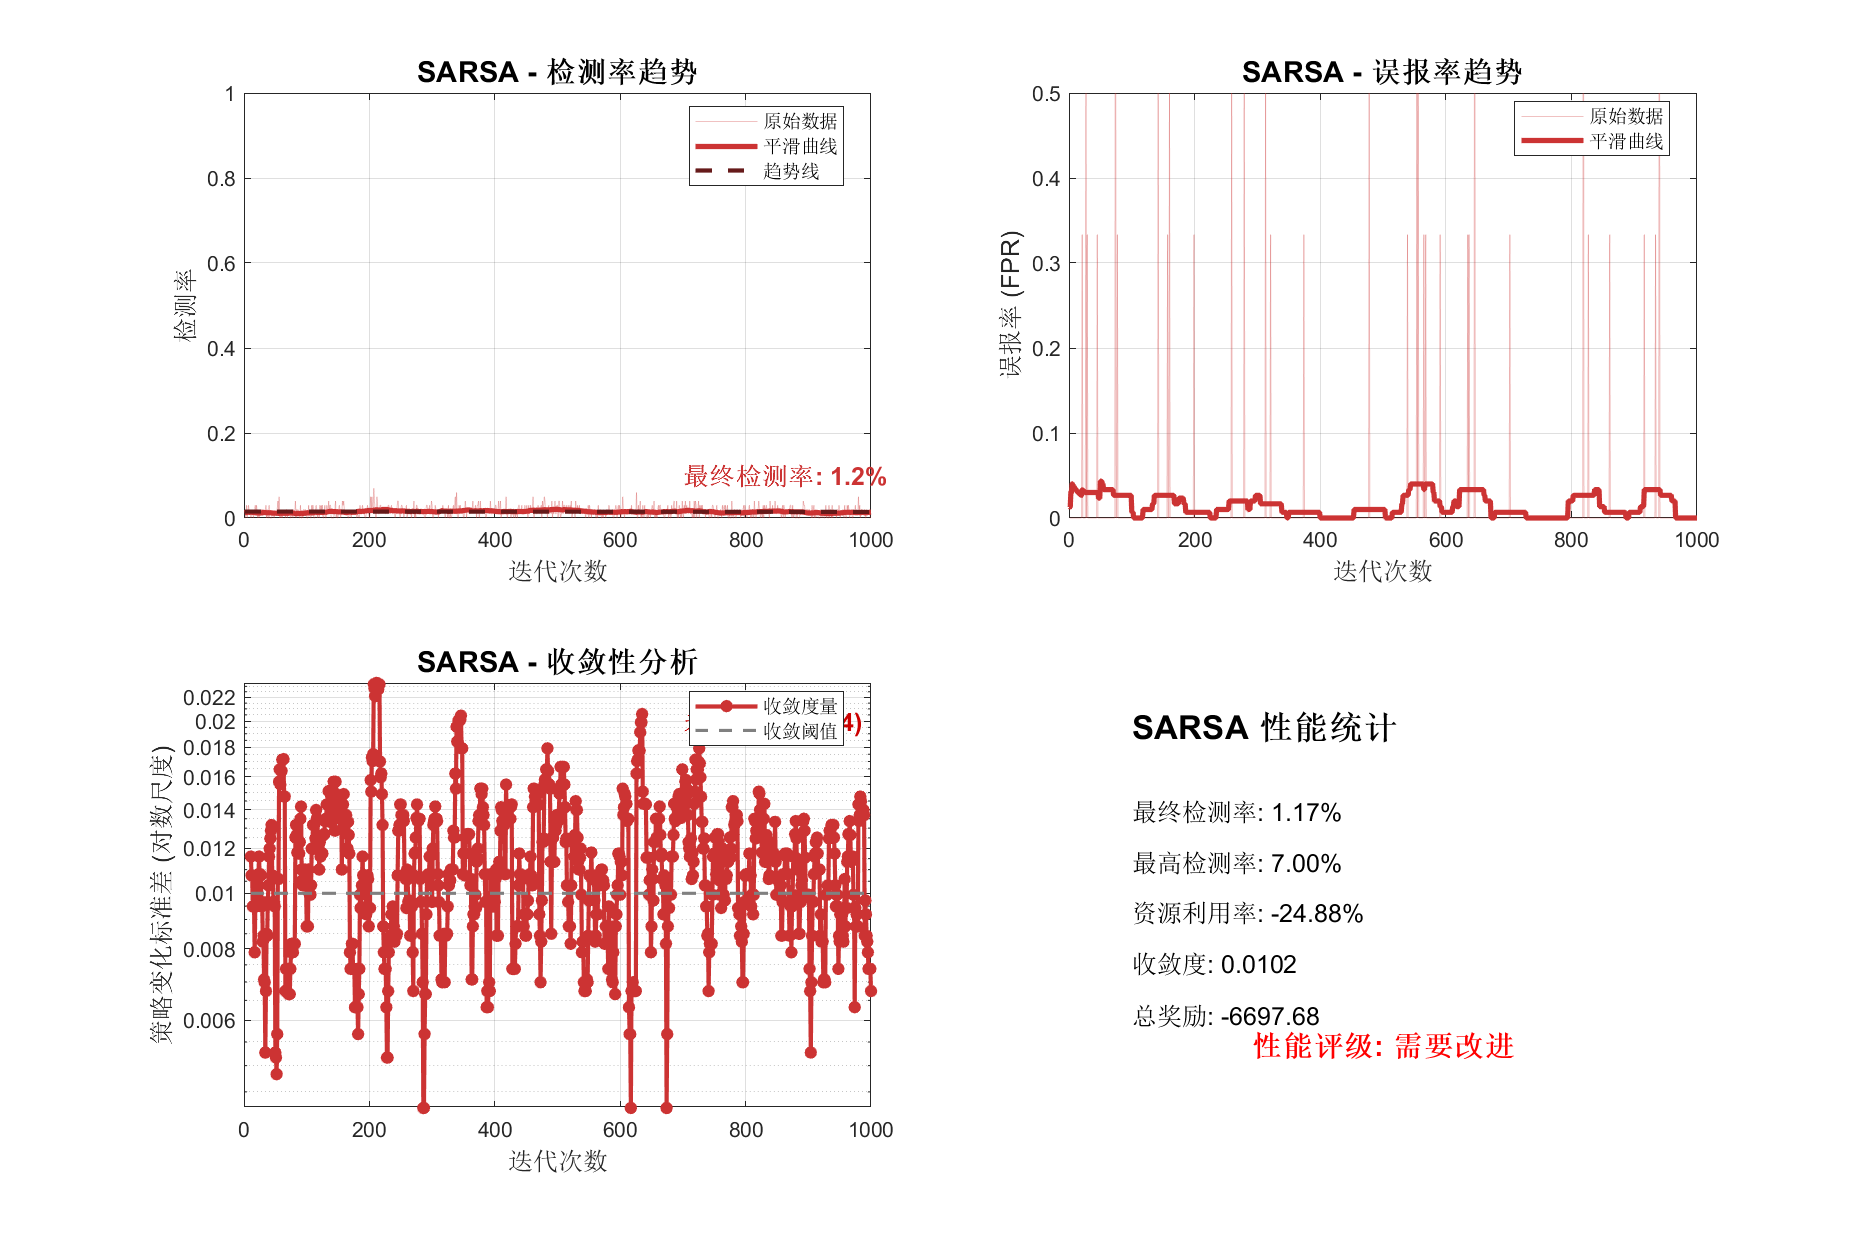 SARSA - 检测率趋势
1
0.8
0.6
0.4
0.2
0
检测率
原始数据
平滑曲线
趋势线
最终检测率: 1.2%
0 200 400 600 800 1000
迭代次数
SARSA - 误报率趋势
0.5
0.4
0.3
0.2
0.1
0
误报率 (FPR)
原始数据
平滑曲线
0 200 400 600 800 1000
迭代次数
SARSA - 收敛性分析
0.022
0.02
0.018
0.016
0.014
0.012
0.01
0.008
0.006
策略变化标准差 (对数尺度)
收敛度量
收敛阈值
4)
0 200 400 600 800 1000
迭代次数
SARSA 性能统计
最终检测率: 1.17%
最高检测率: 7.00%
资源利用率: -24.88%
收敛度: 0.0102
总奖励: -6697.68
性能评级: 需要改进